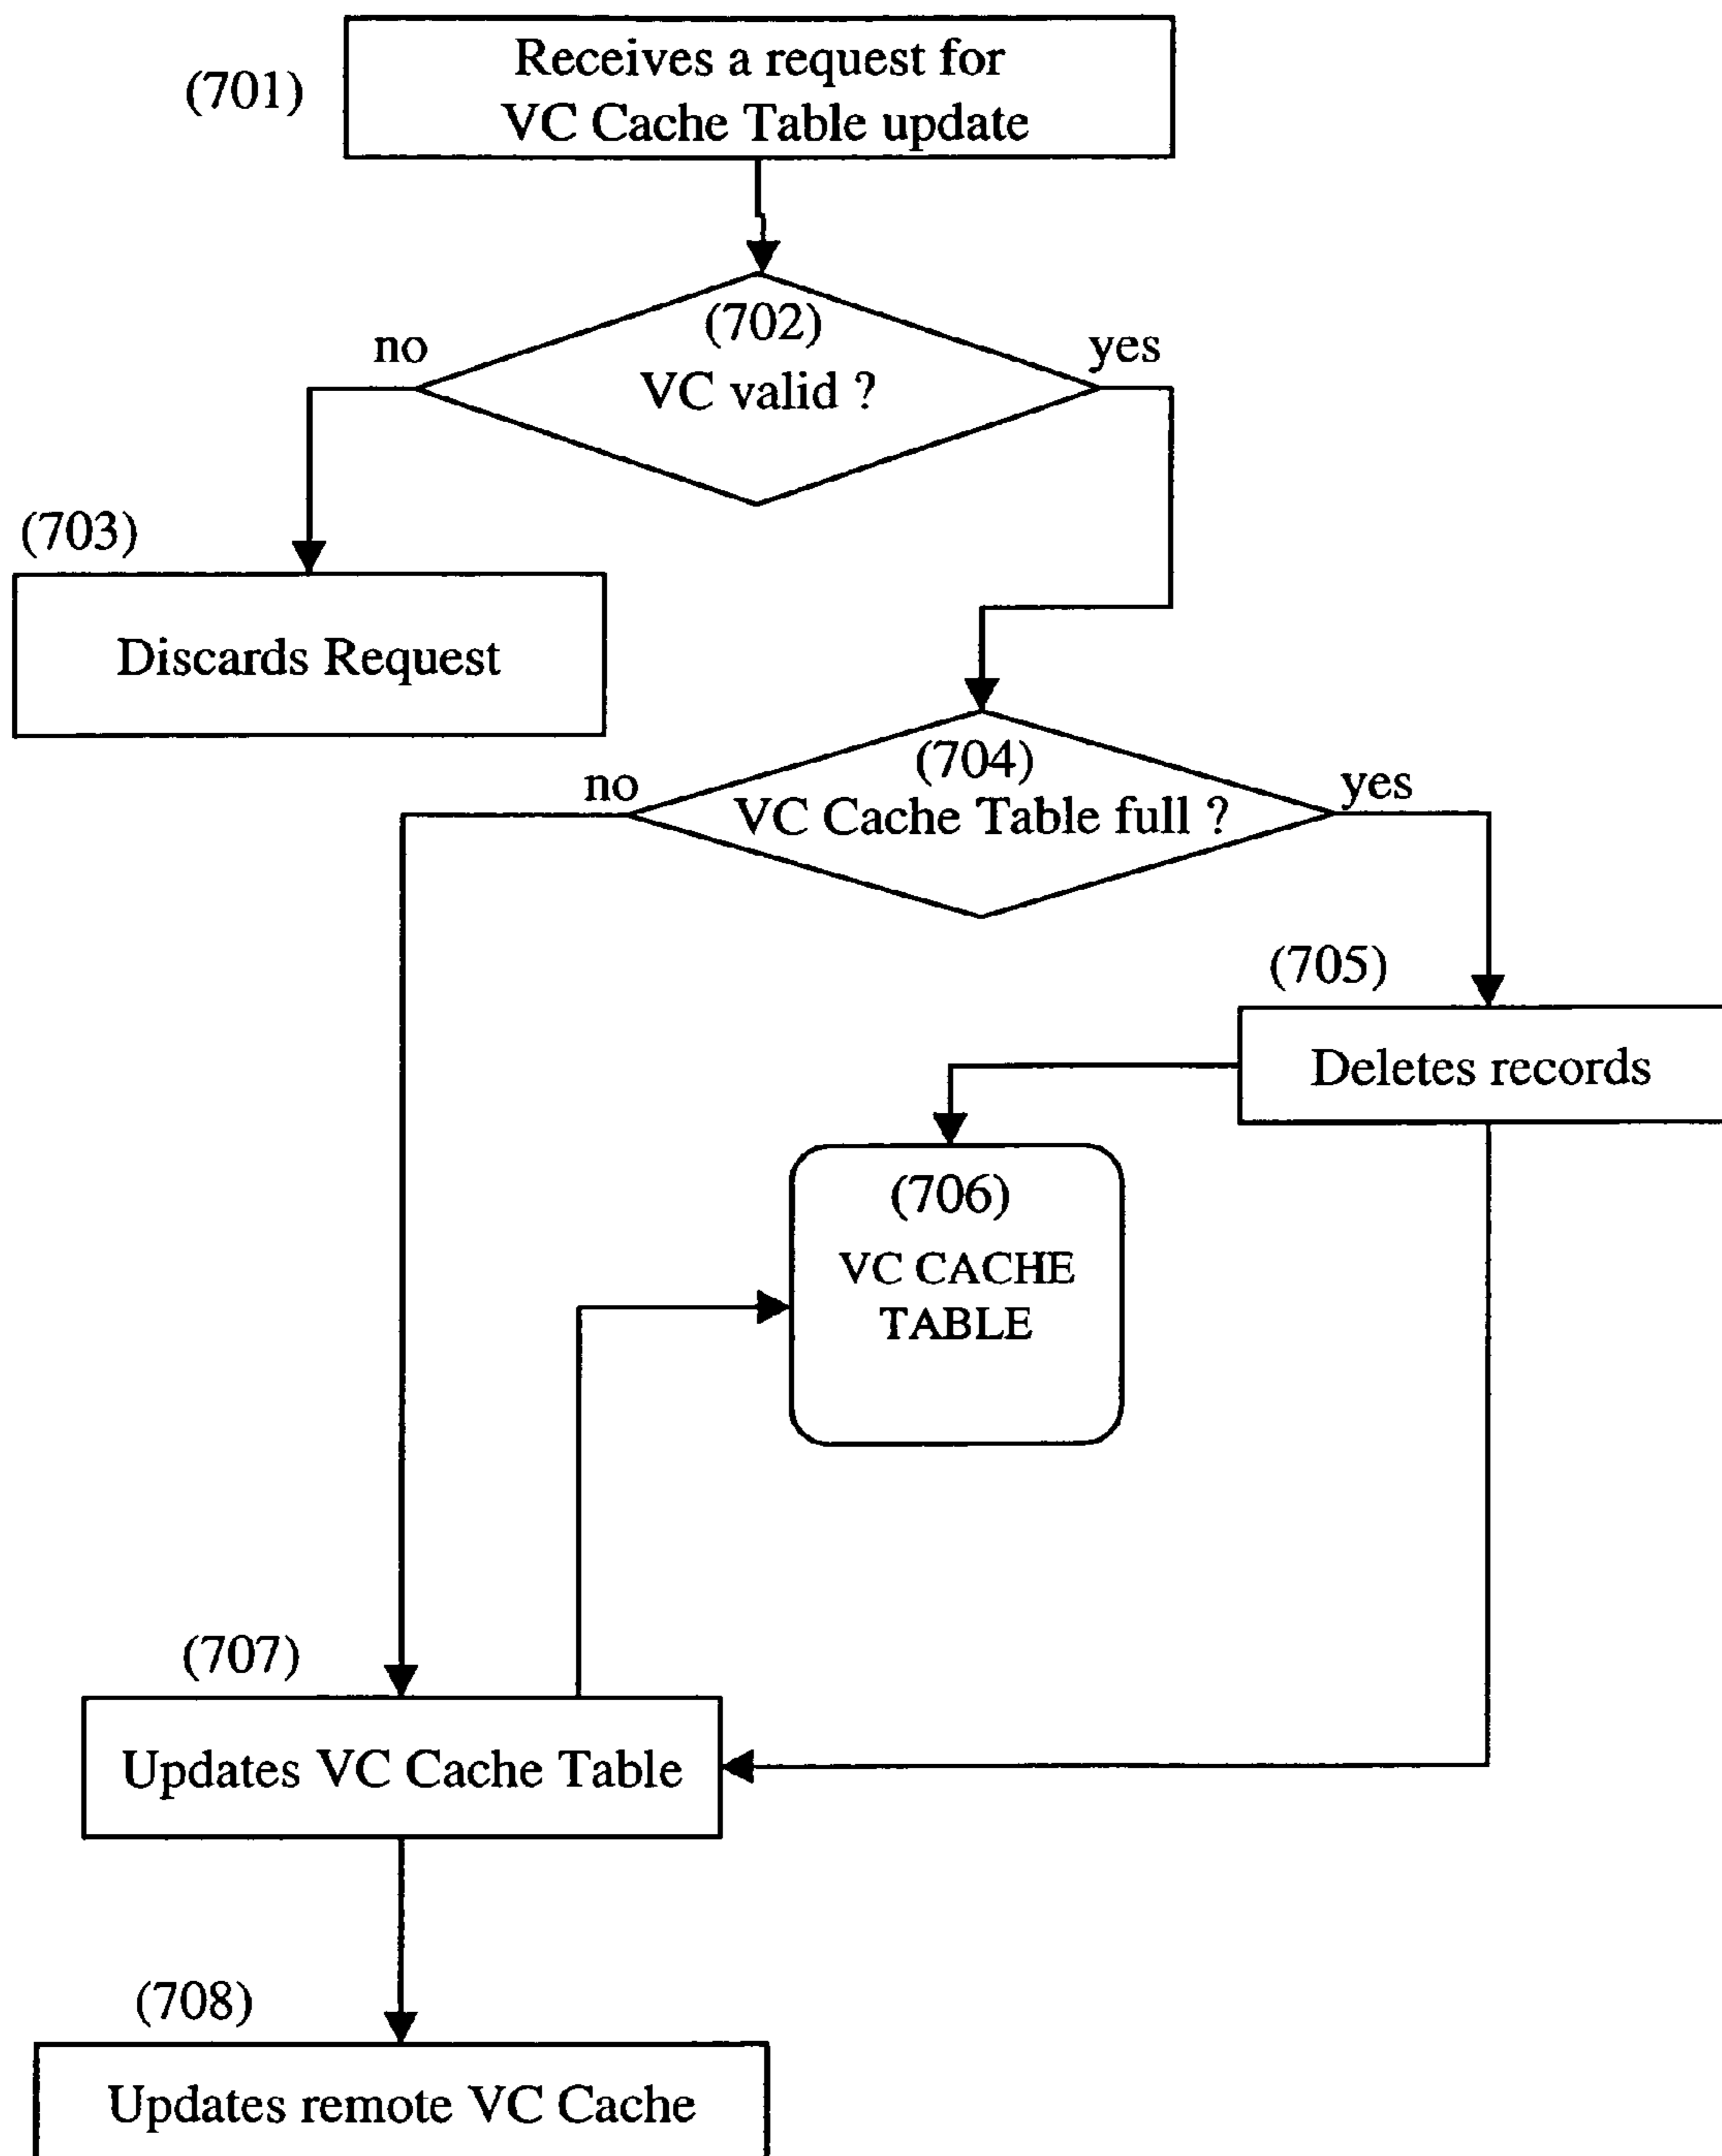 Receives a request for
(701)
VC Cache Table update
(702)
no
yes
VC valid ?
(703)
Discards Request
(704)
no
yes
VC Cache Table full ?
(705)
Deletes records
(706)
VC CACHE
TABLE
(707)
Updates VC Cache Table
(708)
Updates remote VC Cache